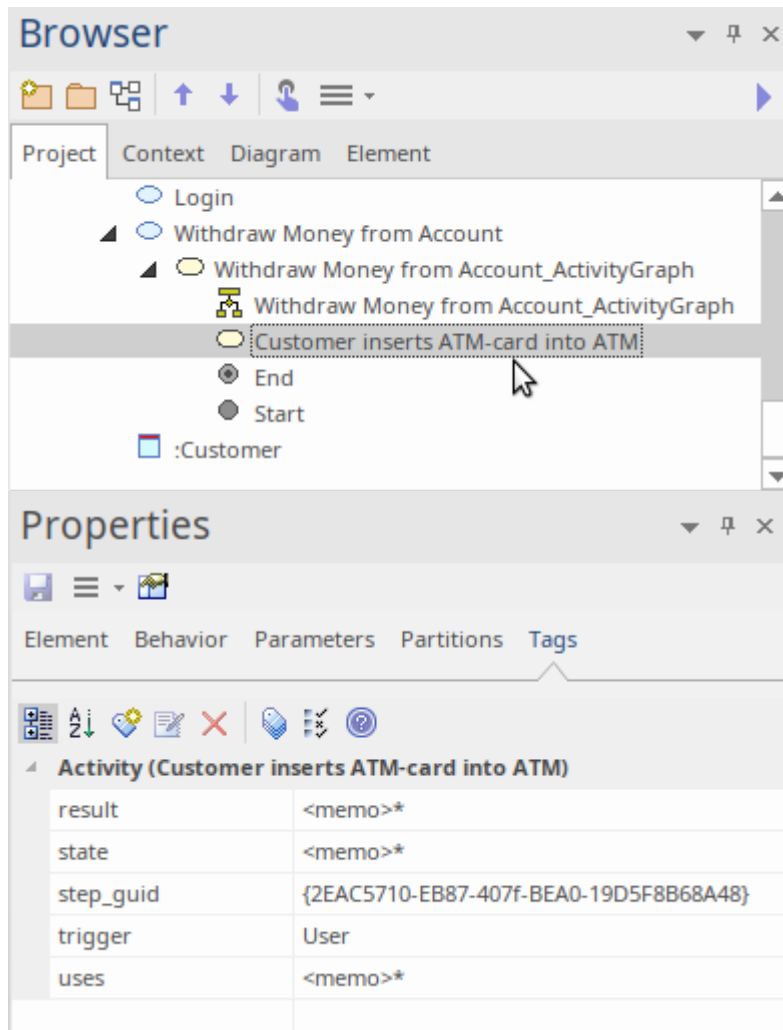 Browser
Project Context Diagram Element
Login
Withdraw Money from Account
Withdraw Money from Account_ActivityGraph
Withdraw Money from Account_ActivityGraph
Customer inserts ATM-card into ATM
End
Start
:Customer
Properties
Element Behavior Parameters Partitions Tags
Activity (Customer inserts ATM-card into ATM)
result <memo>*
state <memo>*
step_guid {2EAC5710-EB87-407f-BEA0-19D5F8B68A48}
trigger User
uses <memo>*